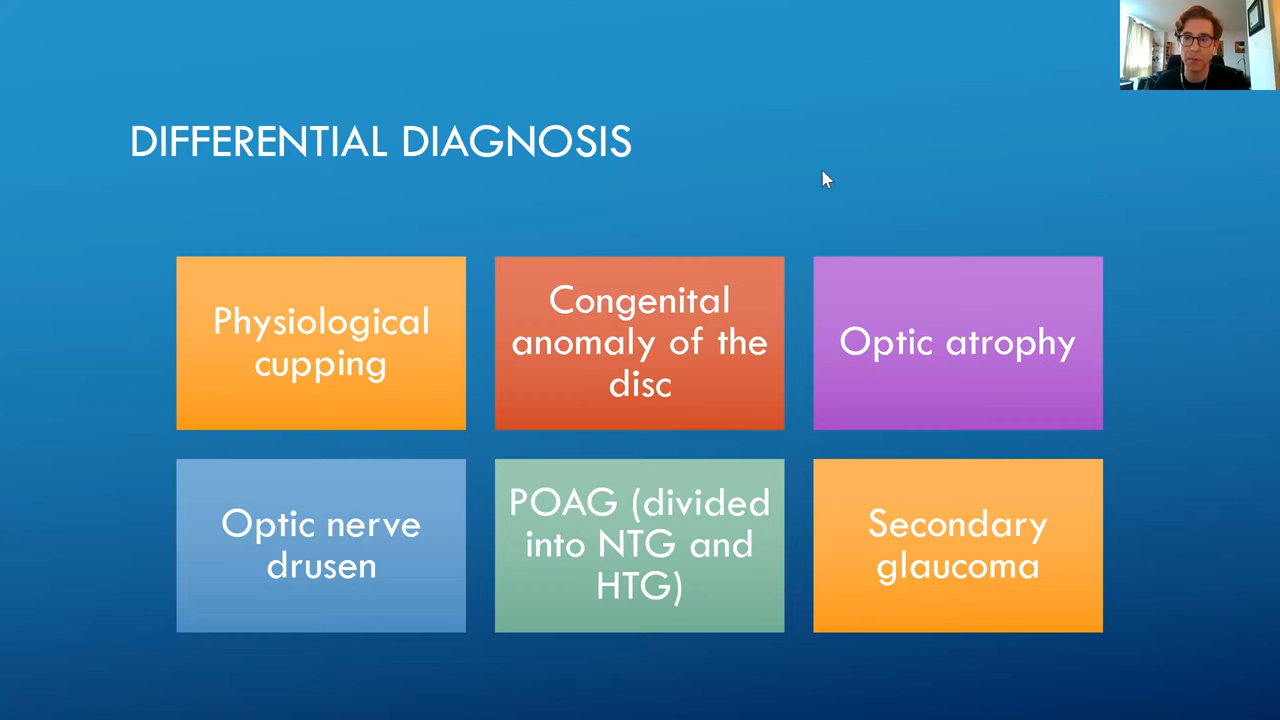 DIFFERENTIAL DIAGNOSIS
Physiological
cupping
Congenital
anomaly of the
disc
Optic atrophy
Optic nerve
drusen
POAG (divided
into NTG and
HTG)
Secondary
glaucoma